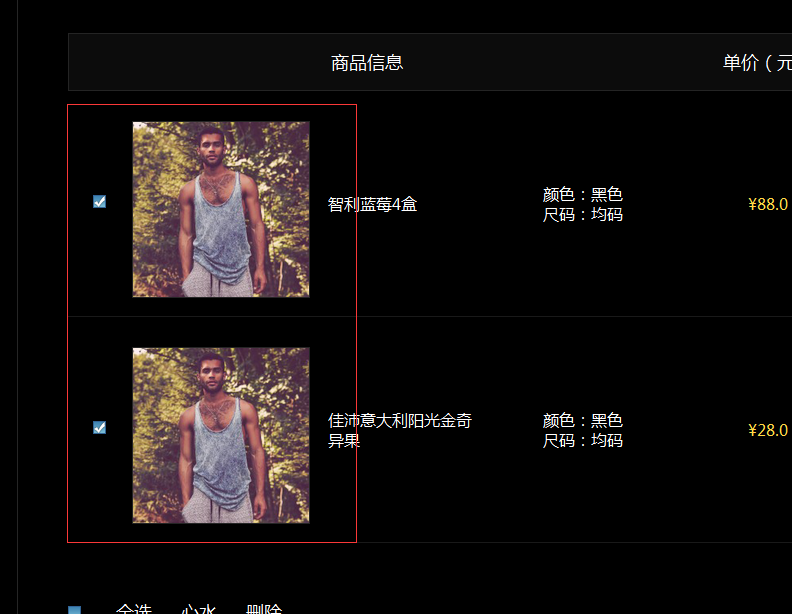 商品信息 单价（元
智利蓝莓4盒 颜色：黑色 ¥88.0
尺码：均码
佳沛意大利阳光金奇 颜色：黑色 ¥28.0
异果 尺码：均码
全选 心水 删除